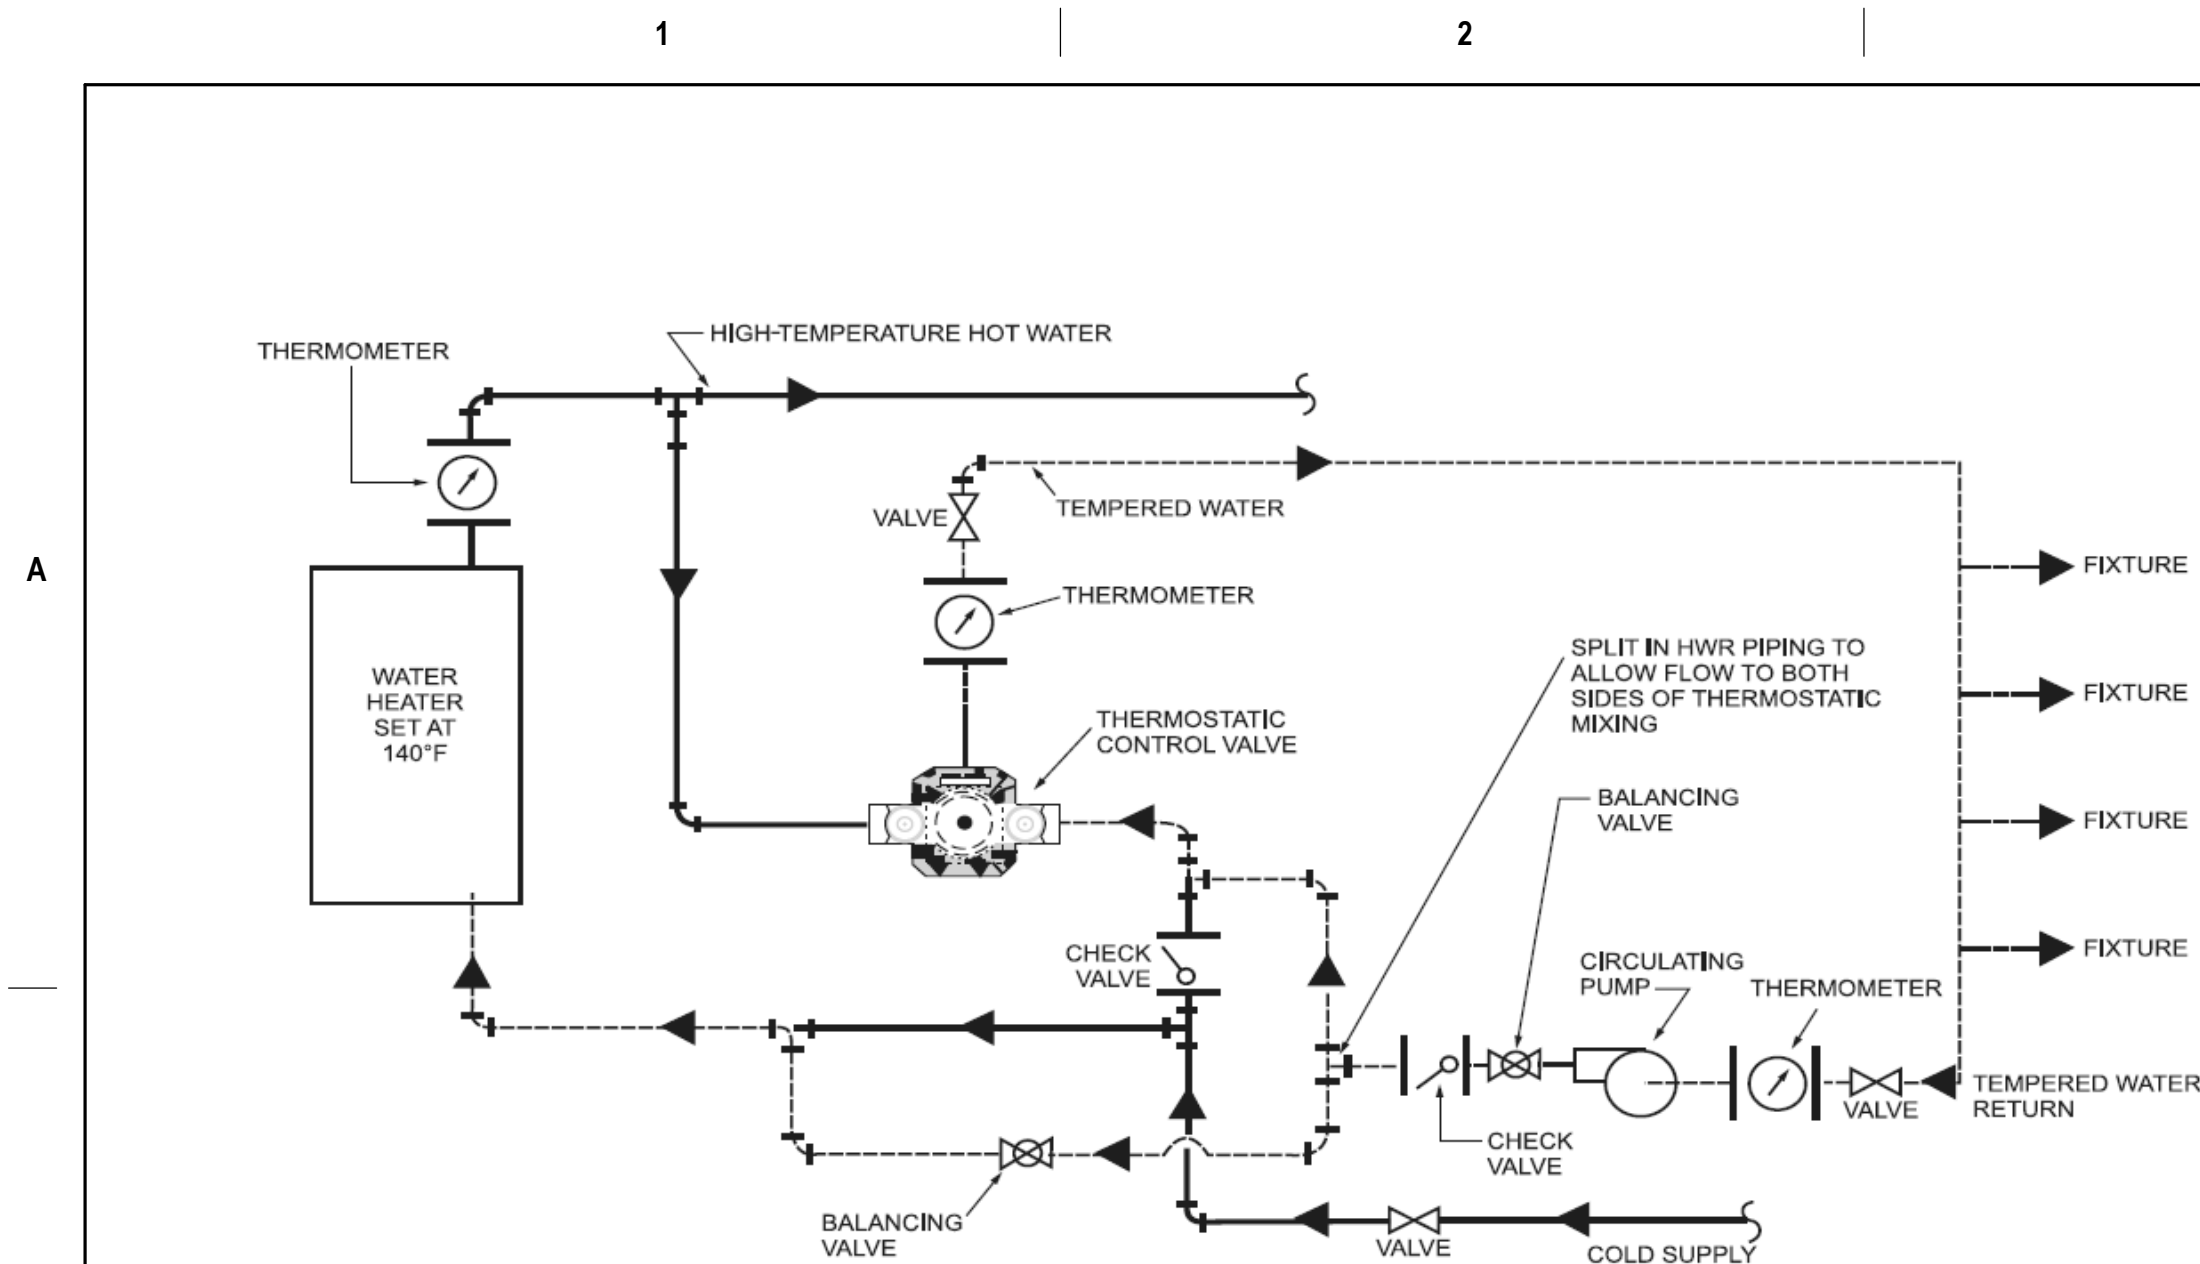 1
2
A
HIGH-TEMPERATURE HOT WATER
THERMOMETER
TEMPERED WATER
VALVE
FIXTURE
THERMOMETER
SPLIT IN HWR PIPING TO
ALLOW FLOW TO BOTH
SIDES OF THERMOSTATIC
MIXING
WATER
HEATER
SET AT
140°F
FIXTURE
THERMOSTATIC
CONTROL VALVE
BALANCING
VALVE
FIXTURE
CHECK
VALVE
FIXTURE
CIRCULATING
PUMP
THERMOMETER
TEMPERED WATER
RETURN
VALVE
CHECK
VALVE
BALANCING
VALVE
VALVE
COLD SUPPLY